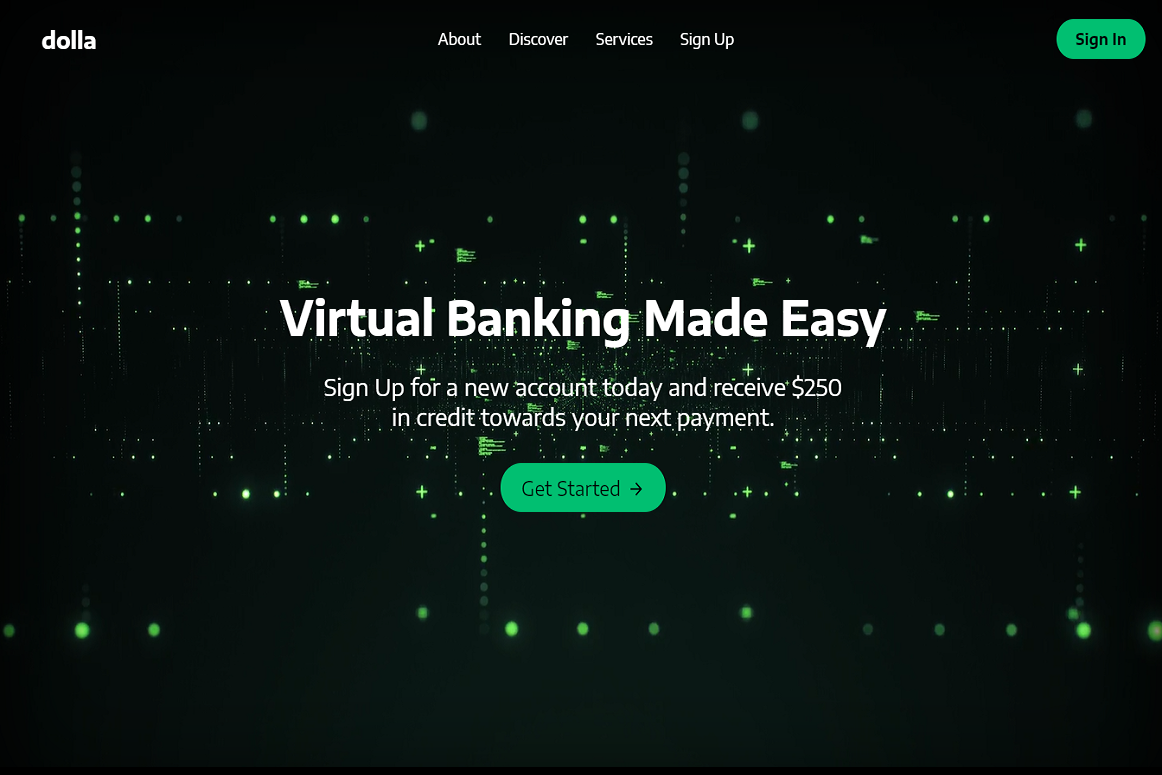 dolla
About
Discover
Services
Sign Up
Sign In
Virtual Banking Made Easy
Sign Up for a new account today and receive $250
in credit towards your next payment.
Get Started →